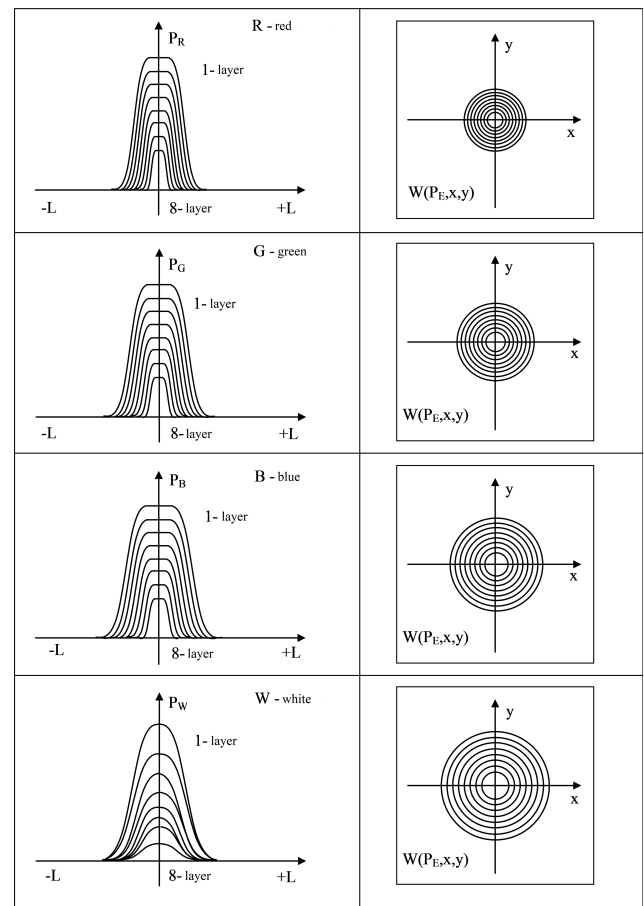 R - red
P_R
1- layer
-L 8- layer +L
y
x
W(P_E,x,y)
G - green
P_G
1- layer
-L 8- layer +L
y
x
W(P_E,x,y)
B - blue
P_B
1- layer
-L 8- layer +L
y
x
W(P_E,x,y)
W - white
P_W
1- layer
-L 8- layer +L
y
x
W(P_E,x,y)